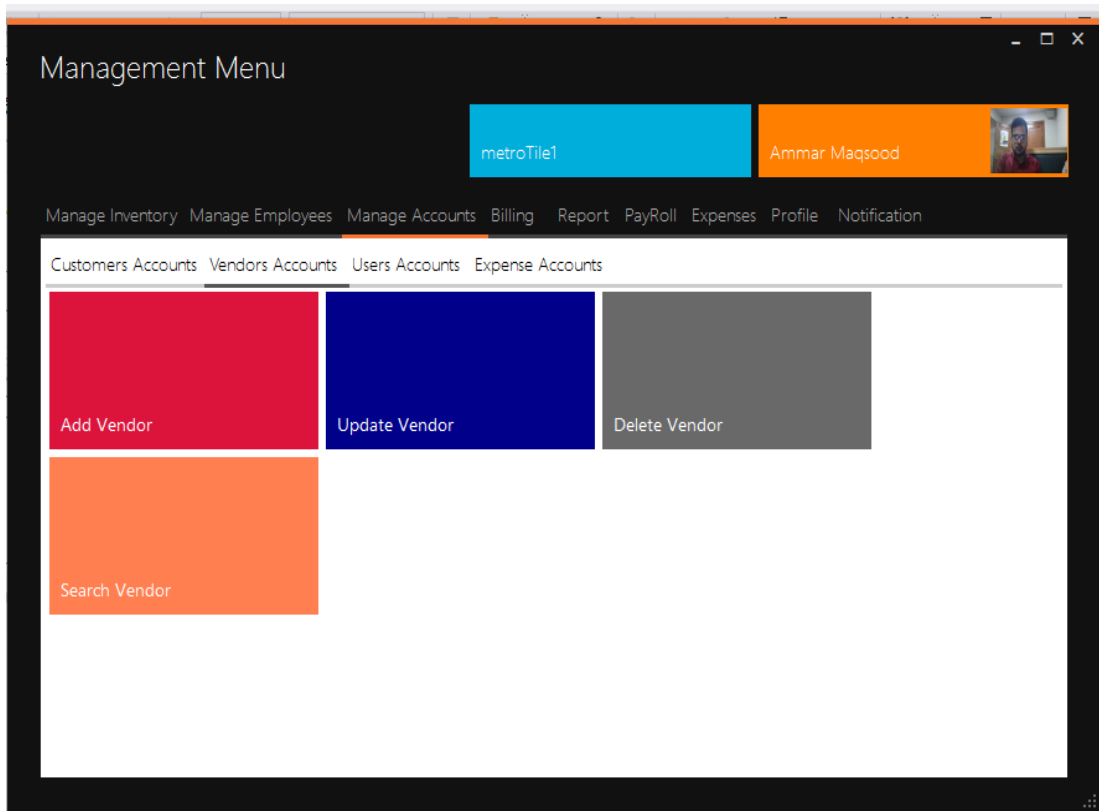 Management Menu
metroTile1
Ammar Maqsood
Manage Inventory Manage Employees Manage Accounts Billing Report PayRoll Expenses Profile Notification
Customers Accounts Vendors Accounts Users Accounts Expense Accounts
Add Vendor
Update Vendor
Delete Vendor
Search Vendor